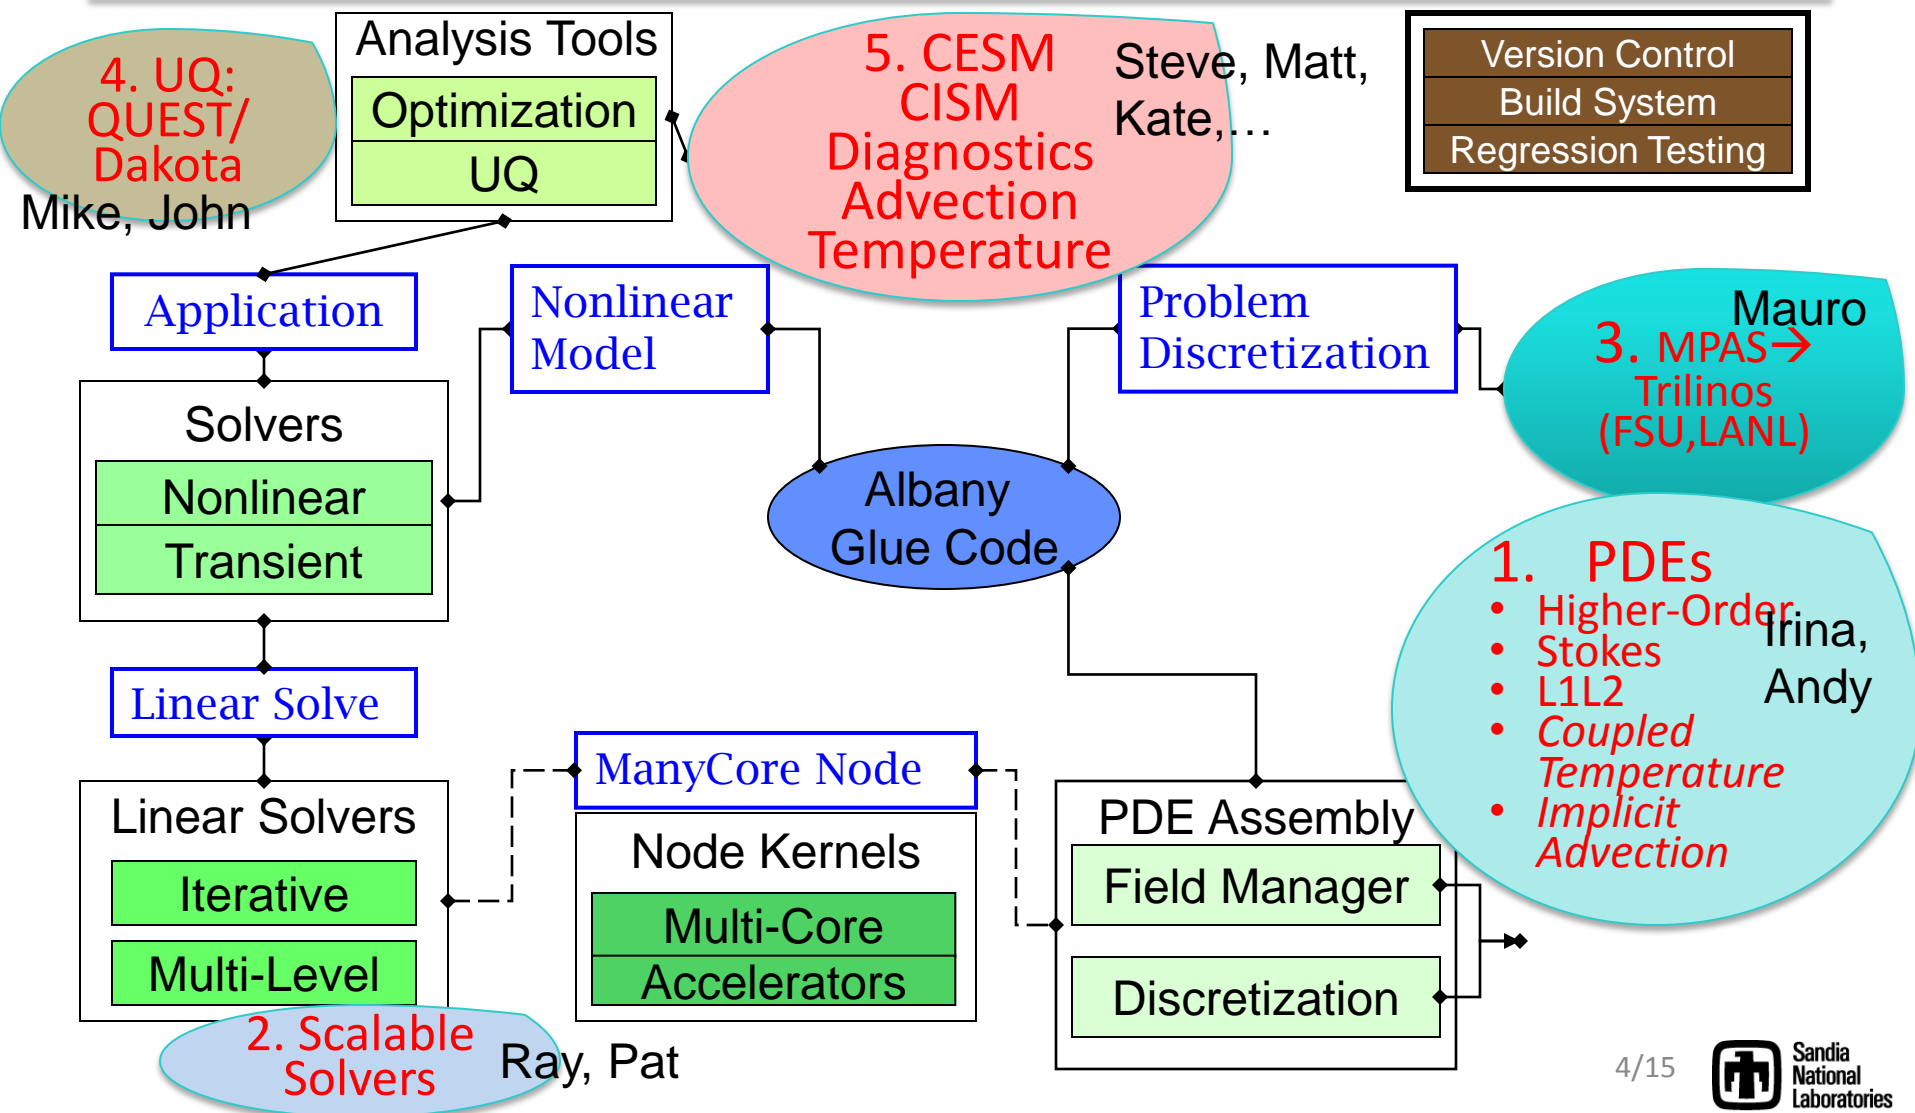 Analysis Tools
Optimization
UQ
4. UQ:
QUEST/
Dakota
Mike, John
5. CESM
CISM
Diagnostics
Advection
Temperature
Steve, Matt,
Kate,...
Version Control
Build System
Regression Testing
Application
Nonlinear
Model
Problem
Discretization
Mauro
3. MPAS→
Trilinos
(FSU,LANL)
Solvers
Nonlinear
Transient
Albany
Glue Code
1. PDEs
• Higher-Order
• Stokes
• L1L2
• Coupled
Temperature
• Implicit
Advection
Irina,
Andy
Linear Solve
Linear Solvers
Iterative
Multi-Level
2. Scalable
Solvers
Ray, Pat
ManyCore Node
Node Kernels
Multi-Core
Accelerators
PDE Assembly
Field Manager
Discretization
4/15
Sandia
National
Laboratories